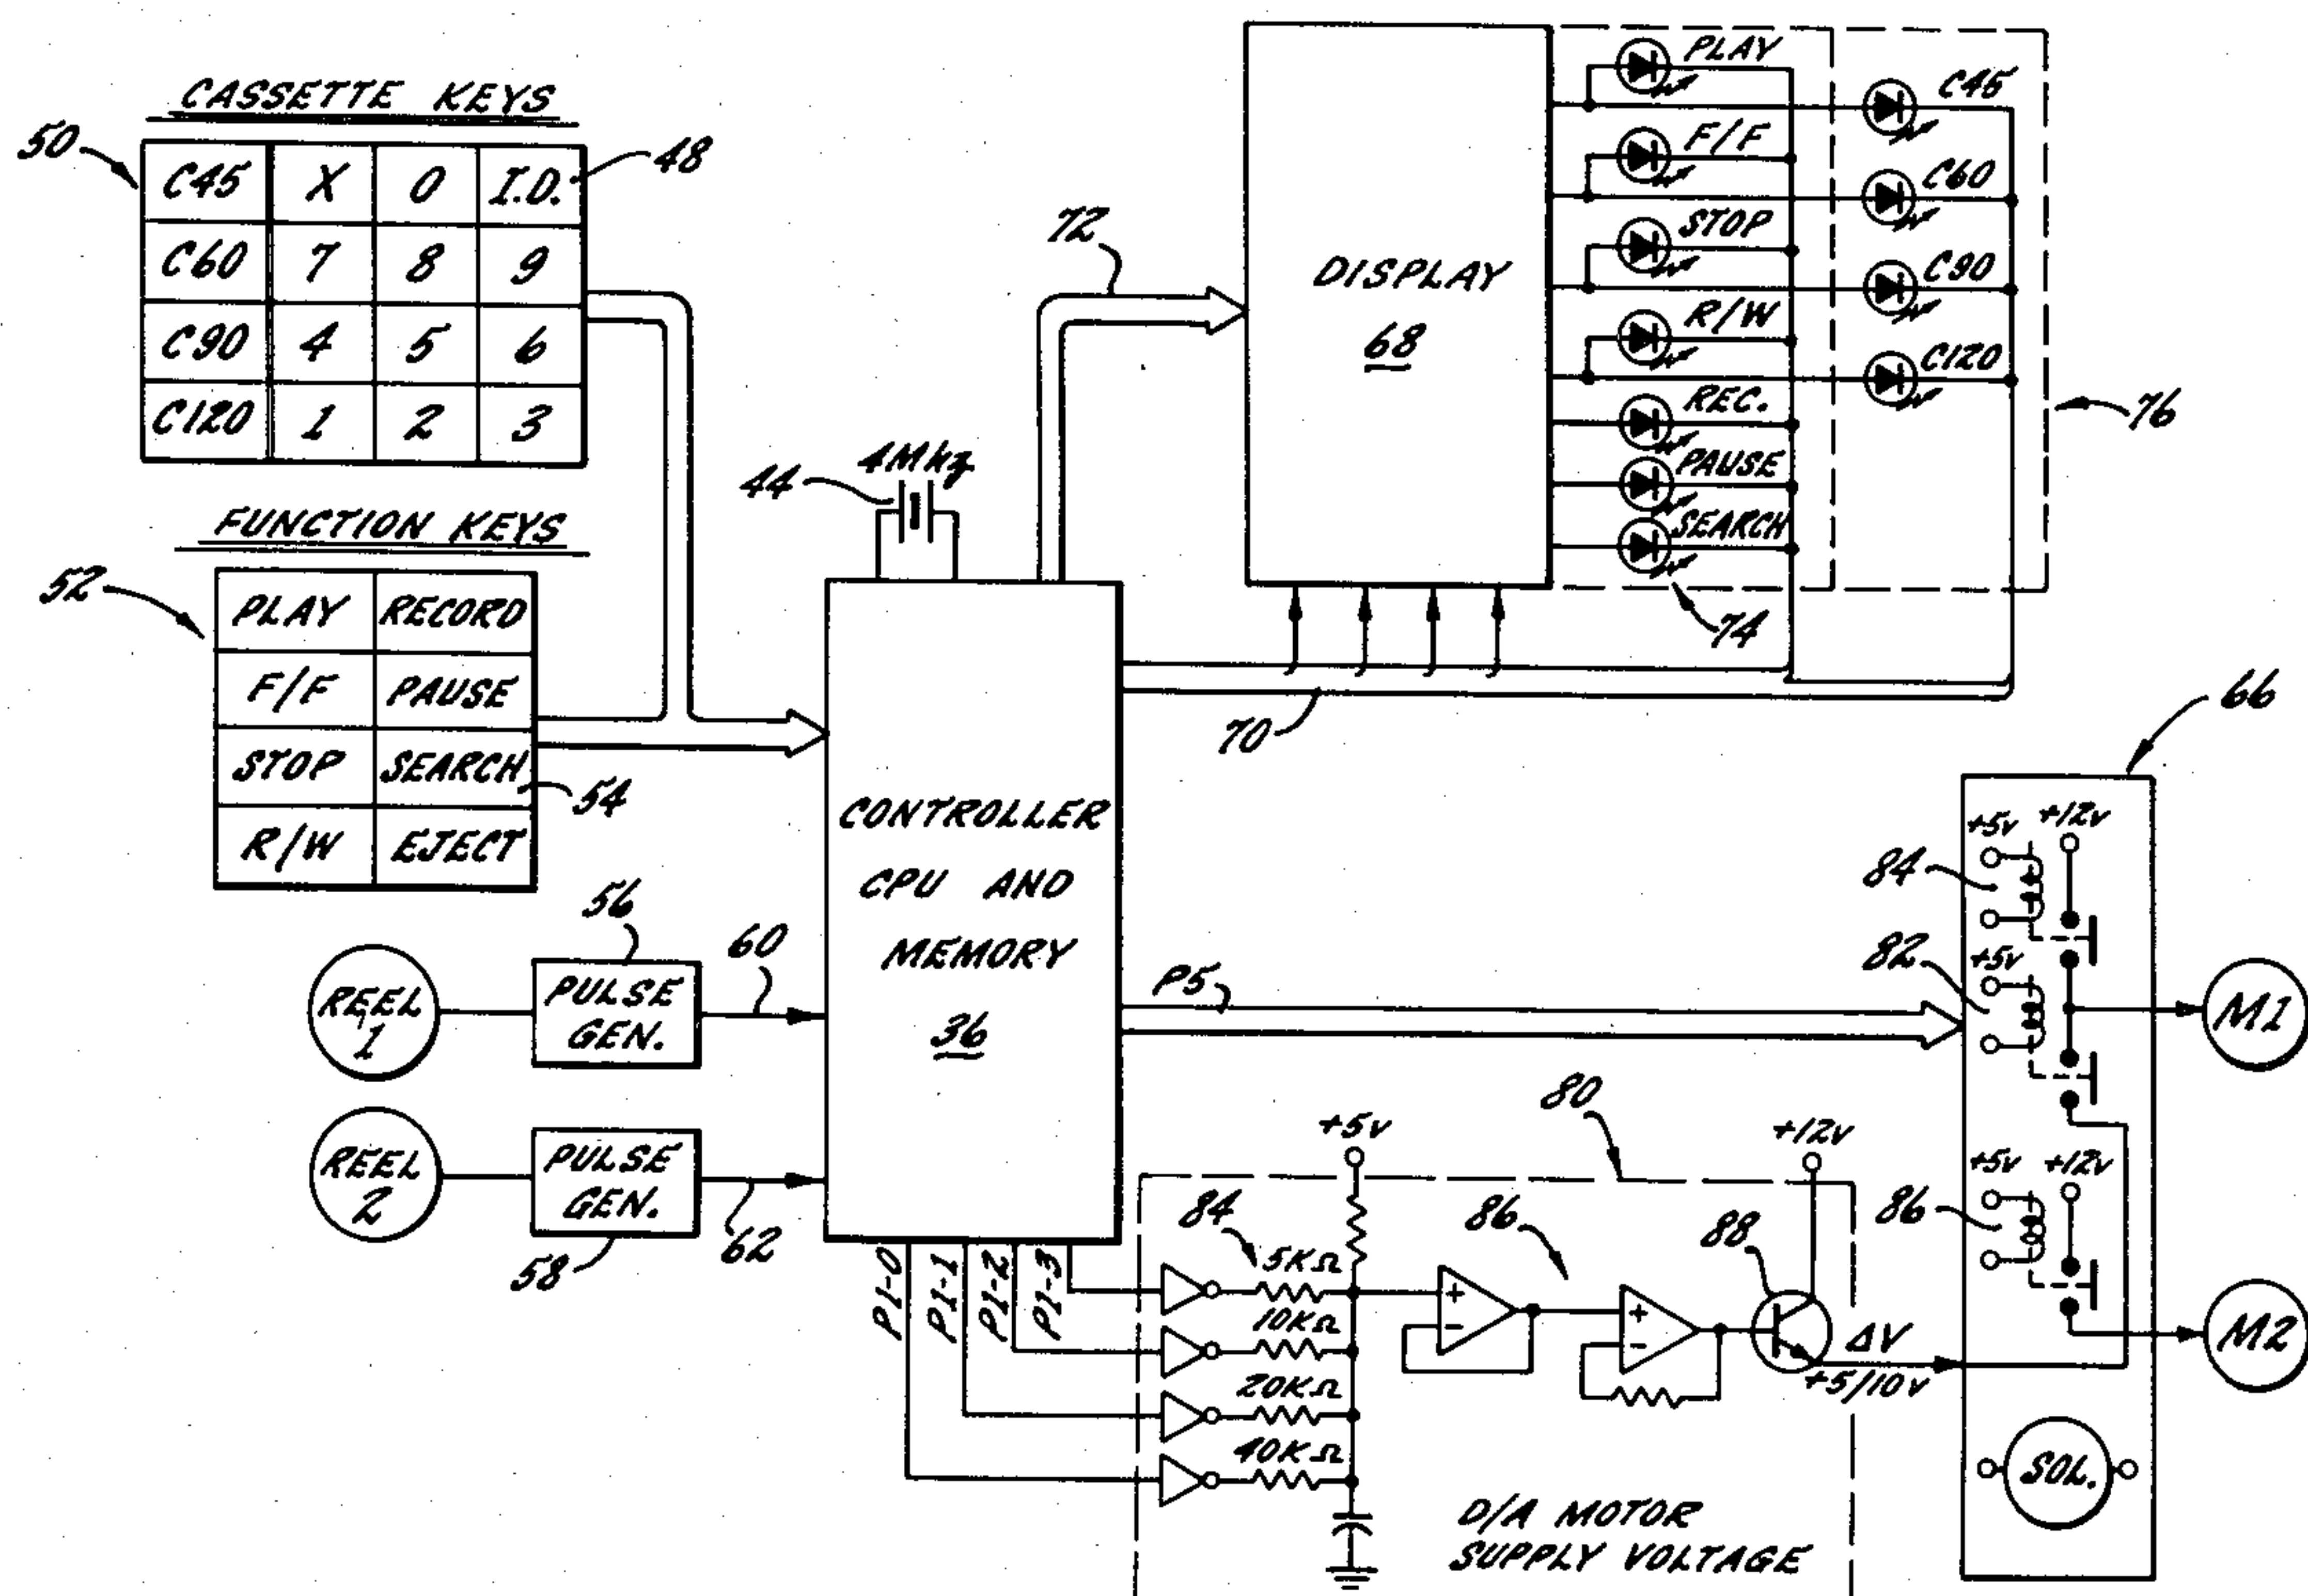 CASSETTE KEYS
50
C45 X 0 I.D.
48
C60 7 8 9
C90 4 5 6
C120 1 2 3
FUNCTION KEYS
52
PLAY RECORD
F/F PAUSE
STOP SEARCH
54
R/W EJECT
44
4Mhz
72
DISPLAY
68
PLAY
F/F
STOP
R/W
REC.
PAUSE
SEARCH
74
C45
C60
C90
C120
76
70
CONTROLLER
CPU AND
MEMORY
36
REEL
1
56
PULSE
GEN.
60
REEL
2
PULSE
GEN.
58
62
P1-0
P1-1
P1-2
P1-3
P5
66
+5v +12v
84
82
+5v
+5v +12v
86
M1
M2
SOL.
80
+5v
+12v
84
5KΩ
10KΩ
20KΩ
40KΩ
86
+
-
+
-
88
ΔV
+5/10v
D/A MOTOR
SUPPLY VOLTAGE